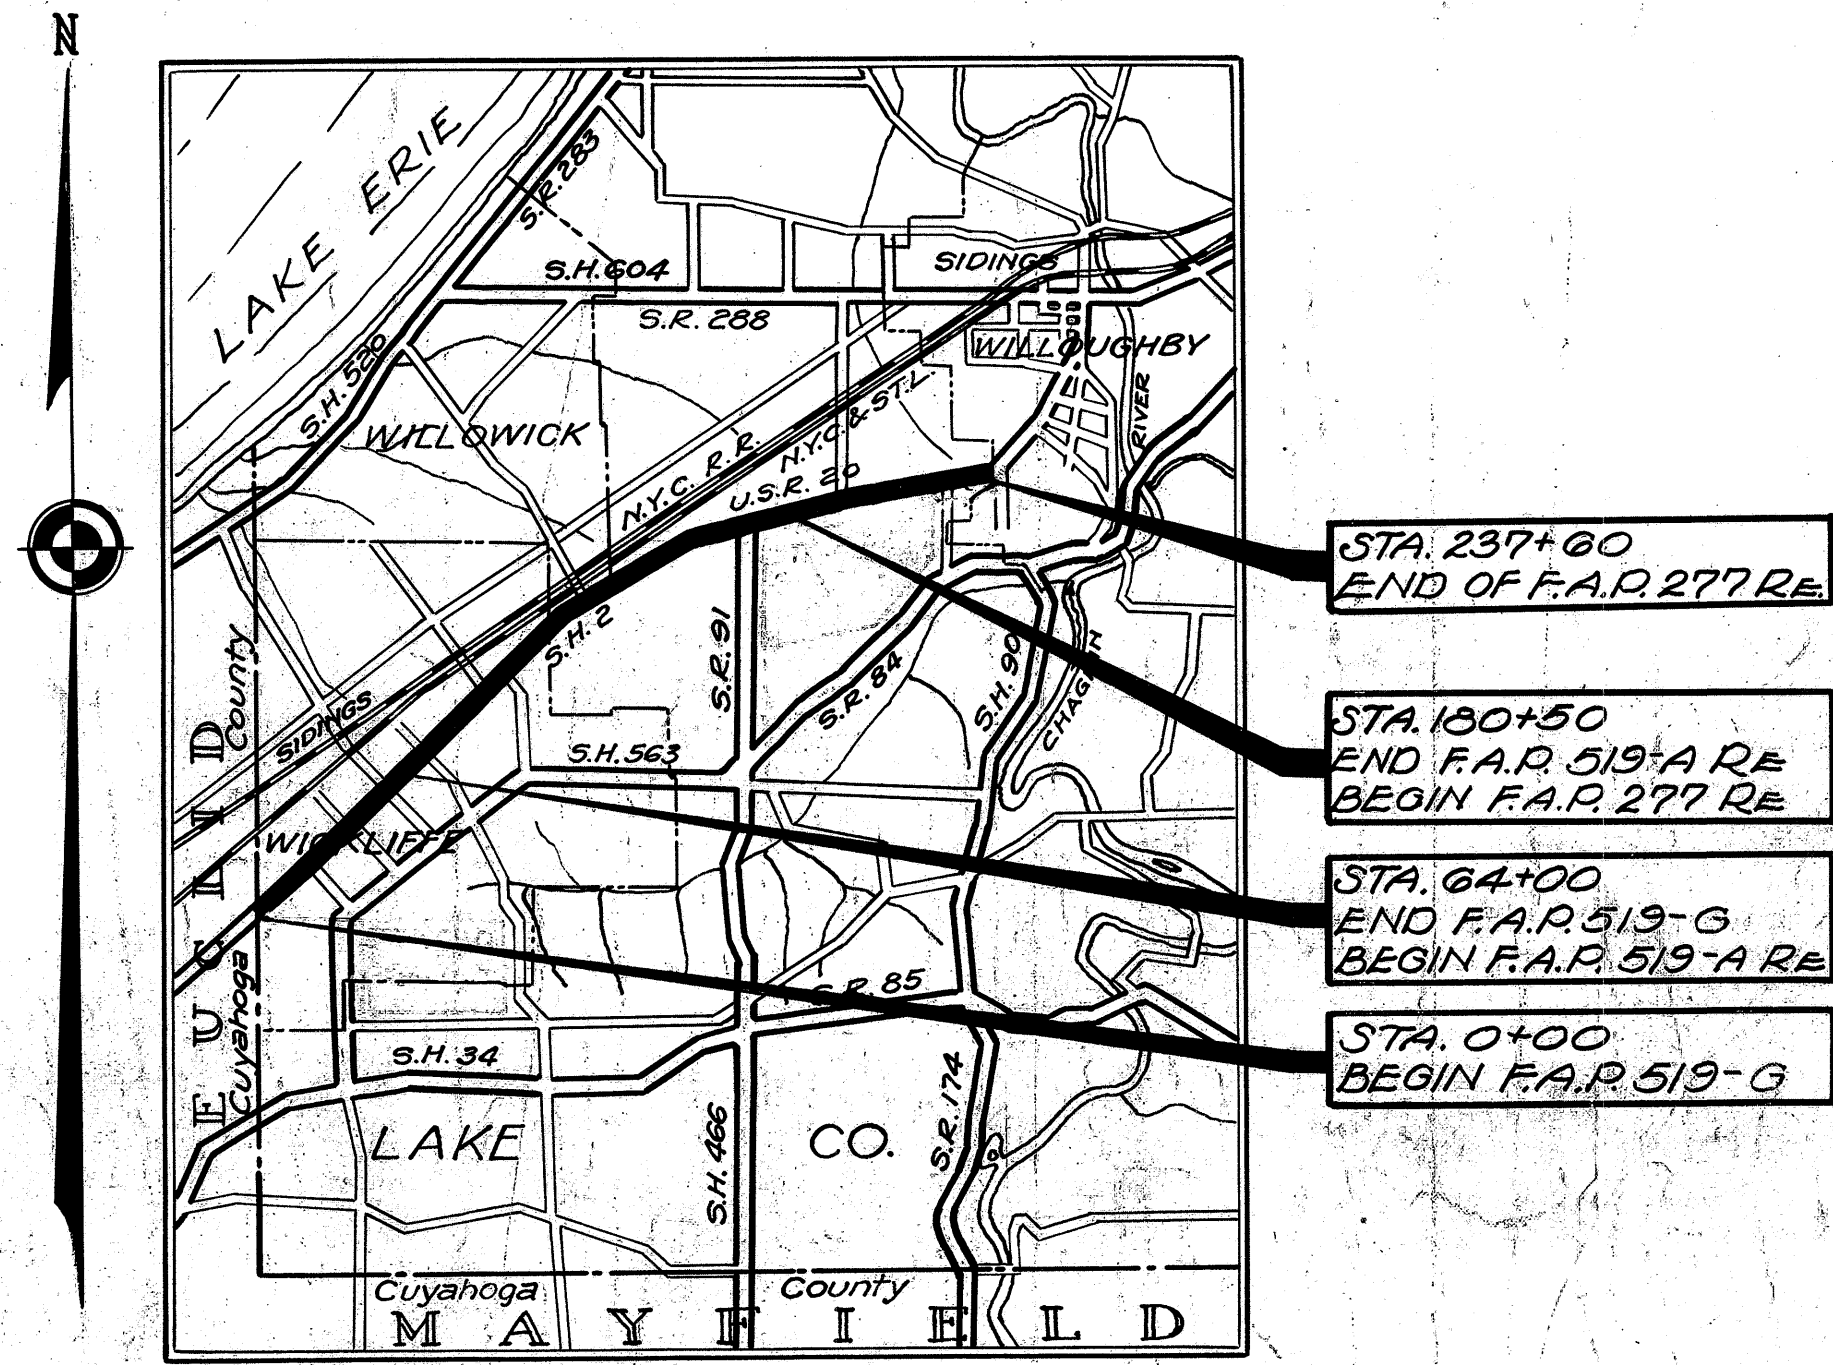 N
LAKE ERIE
S.R. 283
S.H. 604
SIDINGS
S.R. 288
WILLOUGHBY
S.H. 520
WILLOWICK
RIVER
N.Y.C. R.R.
N.Y.C. & ST.L.
U.S.R. 20
STA. 237+60
END OF F.A.P. 277 RE.
S.H. 2
S.R. 91
S.R. 84
S.H. 90
CHAGRIN
County
SIDINGS
S.H. 563
STA. 180+50
END F.A.P. 519-A RE
BEGIN F.A.P. 277 RE
WICKLIFFE
STA. 64+00
END F.A.P. 519-G
BEGIN F.A.P. 519-A RE
EUCLID
Cuyahoga
S.R. 85
STA. 0+00
BEGIN F.A.P. 519-G
S.H. 34
LAKE CO.
S.H. 466
S.R. 174
Cuyahoga County
MAYFIELD